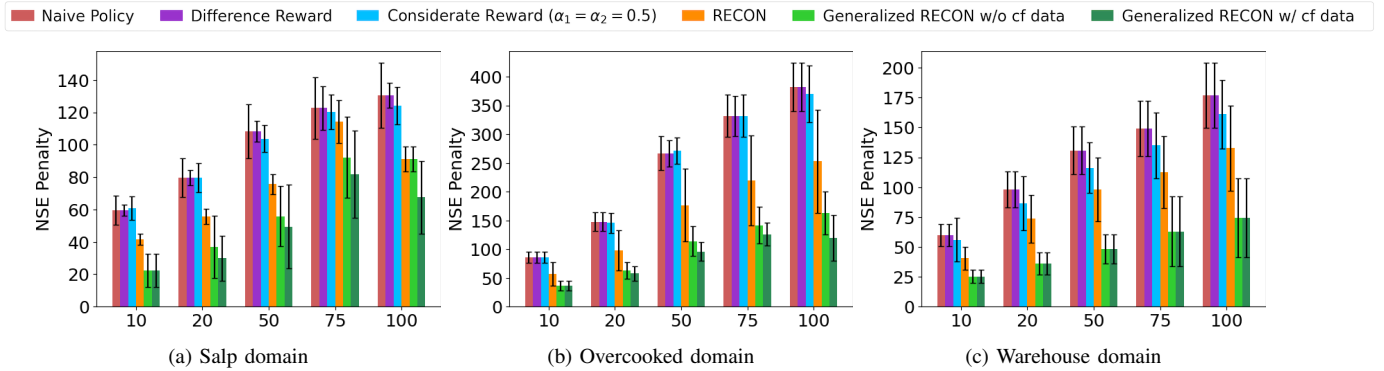 Naive Policy Difference Reward Considerate Reward (α₁ = α₂ = 0.5) RECON Generalized RECON w/o cf data Generalized RECON w/ cf data
NSE Penalty
140
120
100
80
60
40
20
0
10 20 50 75 100
(a) Salp domain
NSE Penalty
400
350
300
250
200
150
100
50
0
10 20 50 75 100
(b) Overcooked domain
NSE Penalty
200
175
150
125
100
75
50
25
0
10 20 50 75 100
(c) Warehouse domain